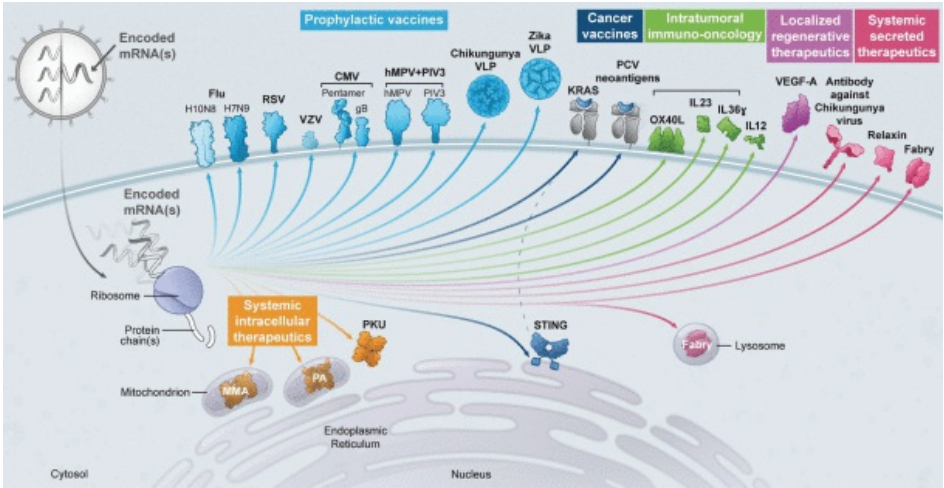 Encoded
mRNA(s)
Prophylactic vaccines
Cancer
vaccines
Intratumoral
immuno-oncology
Localized
regenerative
therapeutics
Systemic
secreted
therapeutics
Flu
H10N8 H7N9
RSV
VZV
CMV
Pentamer
gB
hMPV+PIV3
hMPV PIV3
Chikungunya
VLP
Zika
VLP
KRAS
PCV
neoantigens
OX40L
IL23
IL36γ
IL12
VEGF-A
Antibody
against
Chikungunya
virus
Relaxin
Fabry
Encoded
mRNA(s)
Ribosome
Protein
chain(s)
Systemic
intracellular
therapeutics
PKU
STING
Fabry
Lysosome
Mitochondrion
MMA
PA
Endoplasmic
Reticulum
Cytosol
Nucleus